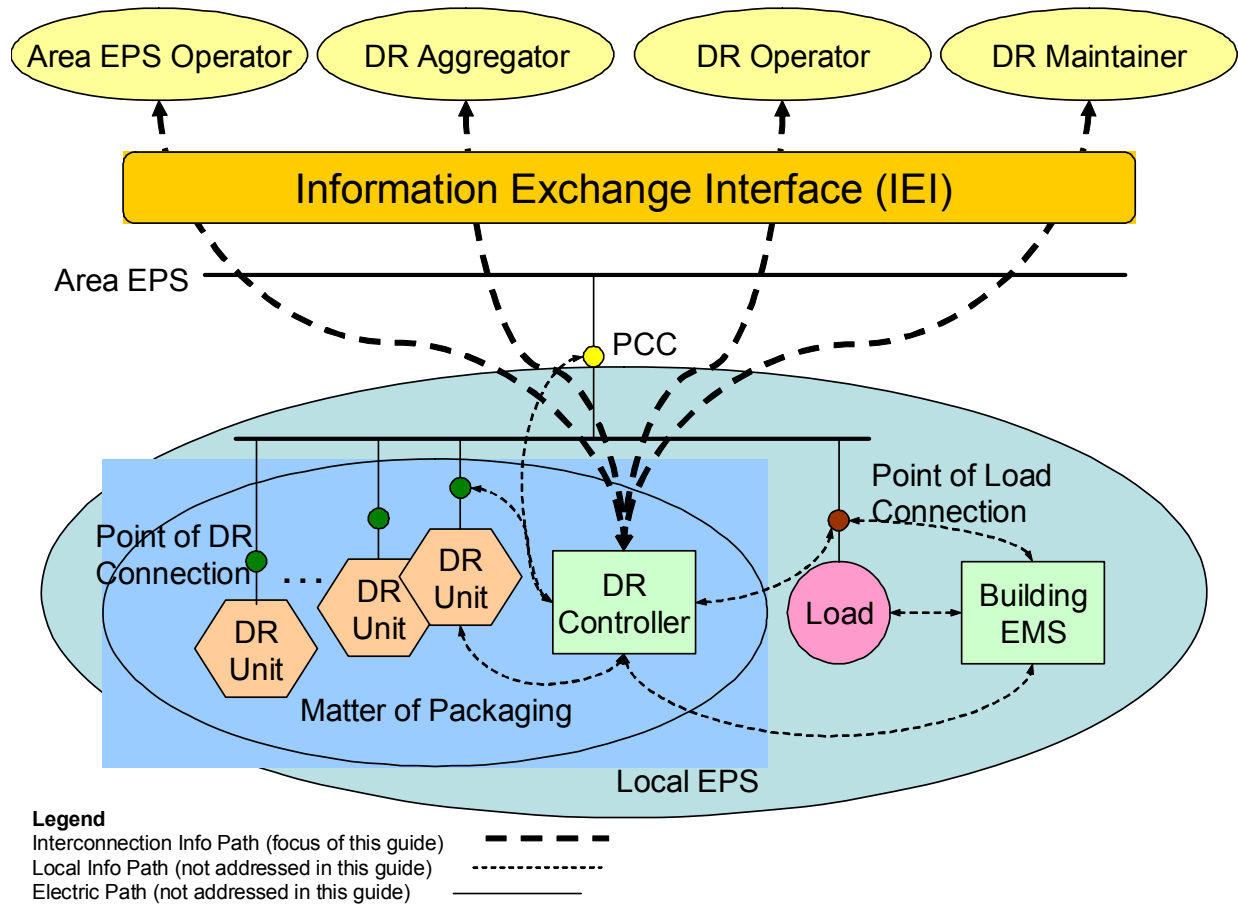 Area EPS Operator
DR Aggregator
DR Operator
DR Maintainer
Information Exchange Interface (IEI)
Area EPS
PCC
Point of Load
Connection
Point of DR
Connection
...
DR
Unit
DR
Unit
DR
Unit
DR
Controller
Load
Building
EMS
Matter of Packaging
Local EPS
Legend
Interconnection Info Path (focus of this guide)
Local Info Path (not addressed in this guide)
Electric Path (not addressed in this guide)